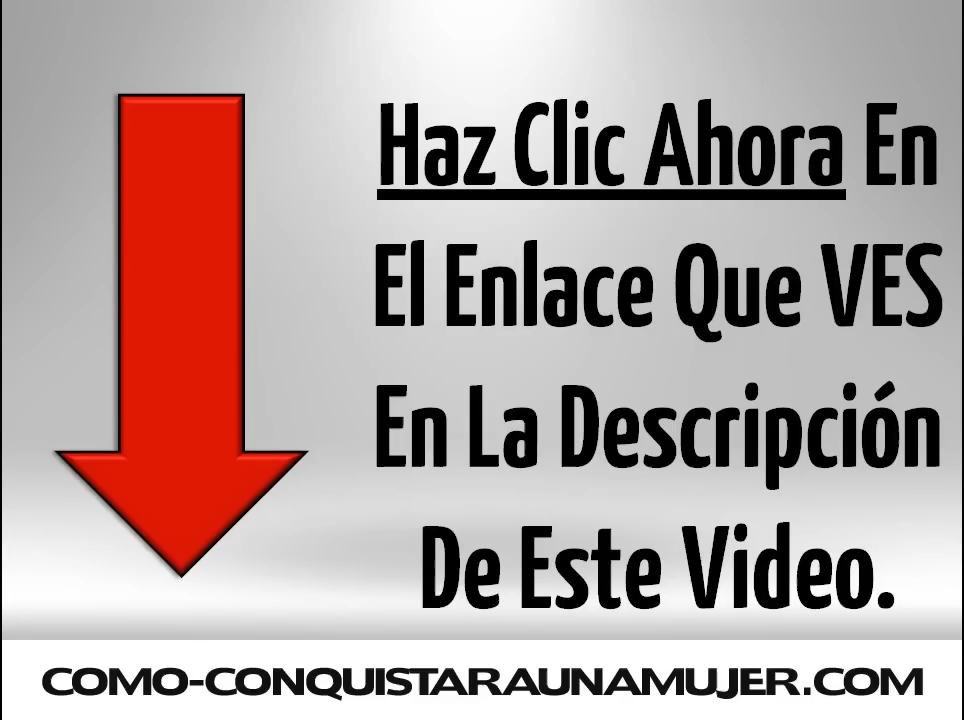 Haz Clic Ahora En
El Enlace Que VES
En La Descripción
De Este Video.
COMO-CONQUISTARAUNAMUJER.COM